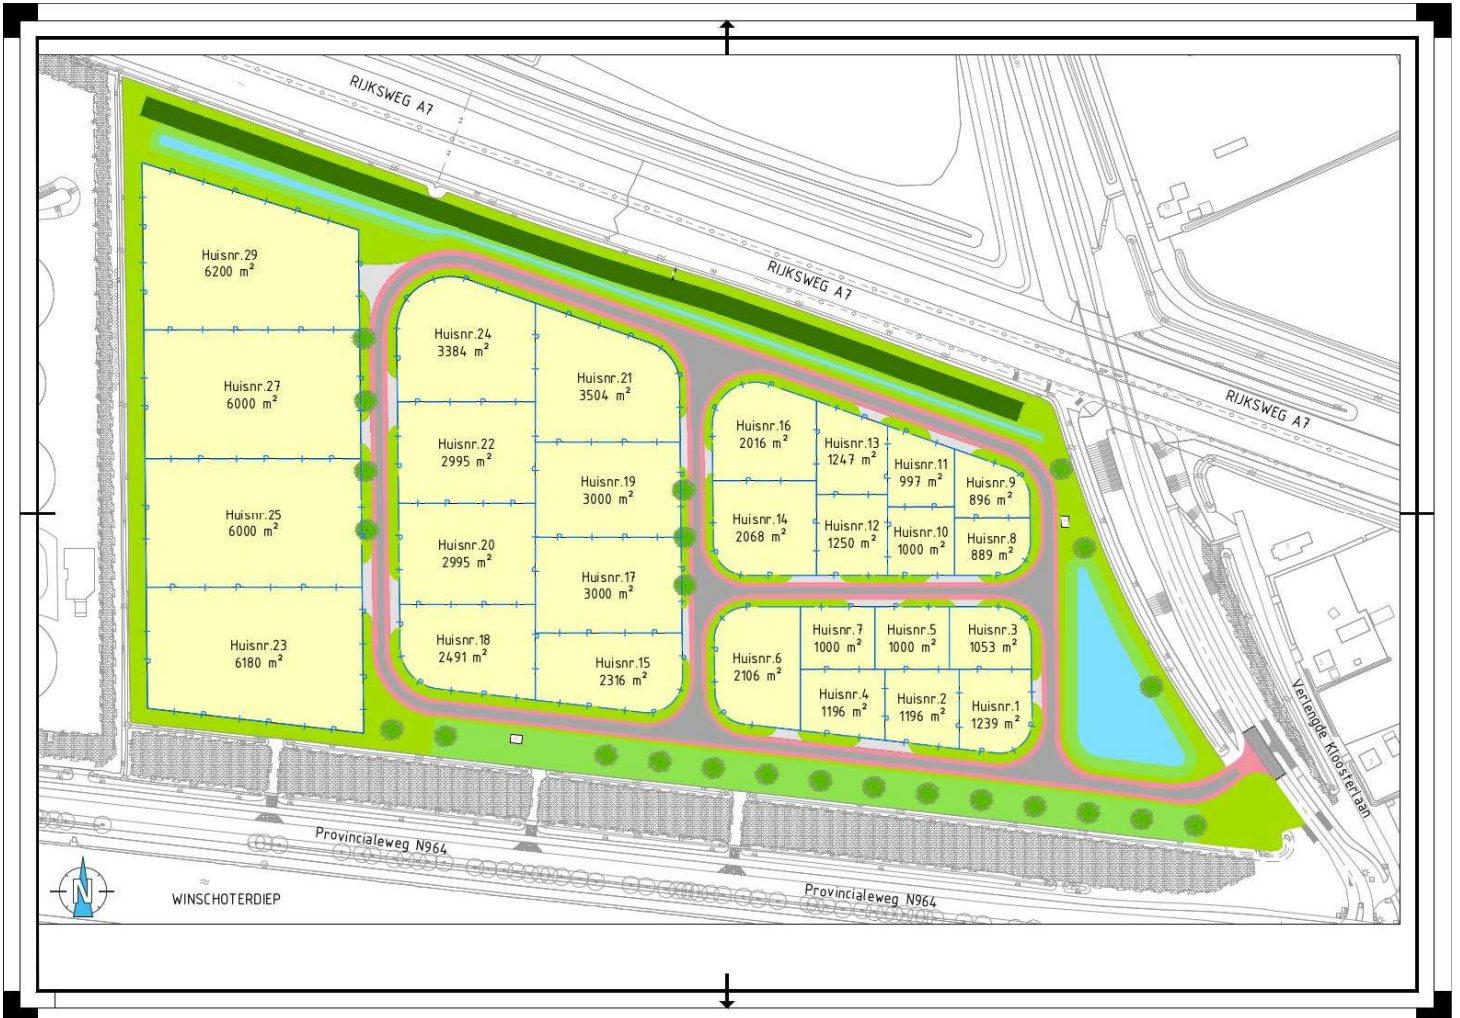 RIJKSWEG A7
RIJKSWEG A7
RIJKSWEG A7
Huisnr.29
6200 m²
Huisnr.27
6000 m²
Huisnr.25
6000 m²
Huisnr.23
6180 m²
Huisnr.24
3384 m²
Huisnr.22
2995 m²
Huisnr.20
2995 m²
Huisnr.18
2491 m²
Huisnr.21
3504 m²
Huisnr.19
3000 m²
Huisnr.17
3000 m²
Huisnr.15
2316 m²
Huisnr.16
2016 m²
Huisnr.14
2068 m²
Huisnr.13
1247 m²
Huisnr.12
1250 m²
Huisnr.11
997 m²
Huisnr.10
1000 m²
Huisnr.9
896 m²
Huisnr.8
889 m²
Huisnr.6
2106 m²
Huisnr.7
1000 m²
Huisnr.5
1000 m²
Huisnr.3
1053 m²
Huisnr.4
1196 m²
Huisnr.2
1196 m²
Huisnr.1
1239 m²
Verlengde Kloosterlaan
Provincialeweg N964
Provincialeweg N964
N
WINSCHOTERDIEP